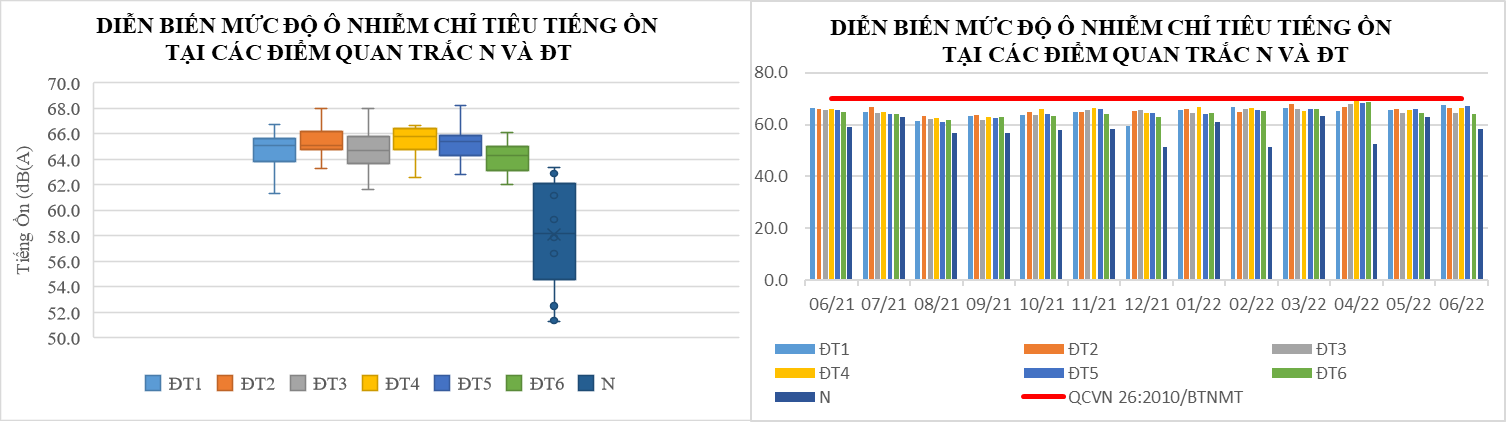 DIỄN BIẾN MỨC ĐỘ Ô NHIỄM CHỈ TIÊU TIẾNG ỒN
TẠI CÁC ĐIỂM QUAN TRẮC N VÀ ĐT
Tiếng Ồn (dB(A)
70.0
68.0
66.0
64.0
62.0
60.0
58.0
56.0
54.0
52.0
50.0
ĐT1 ĐT2 ĐT3 ĐT4 ĐT5 ĐT6 N
DIỄN BIẾN MỨC ĐỘ Ô NHIỄM CHỈ TIÊU TIẾNG ỒN
TẠI CÁC ĐIỂM QUAN TRẮC N VÀ ĐT
80.0
60.0
40.0
20.0
0.0
06/21 07/21 08/21 09/21 10/21 11/21 12/21 01/22 02/22 03/22 04/22 05/22 06/22
ĐT1 ĐT2 ĐT3
ĐT4 ĐT5 ĐT6
N QCVN 26:2010/BTNMT